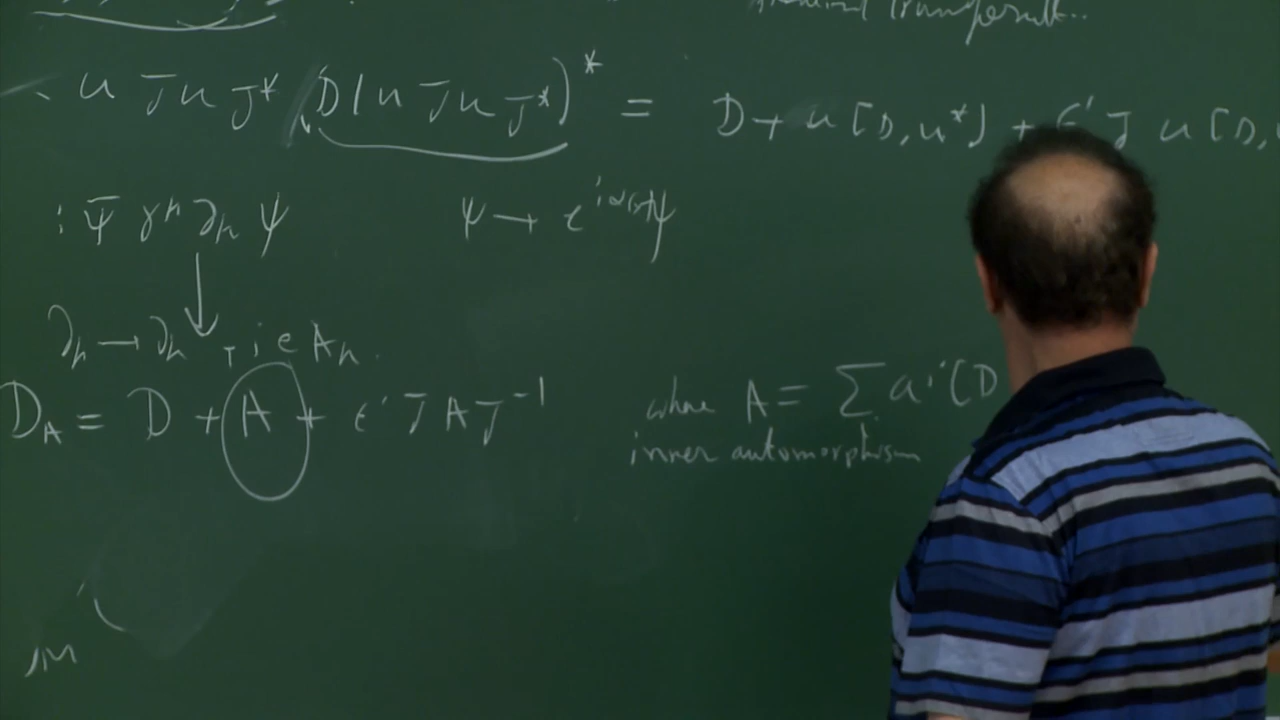 u J u J* D(u J u J*)* = D + u [D, u*] + ε' J u [D,
i ψ̄ γ^μ ∂_μ ψ    ψ → e^{iα(x)} ψ
∂_μ → ∂_μ + i e A_μ
D_A = D + A + ε' J A J^{-1}    where A = Σ a^i [D
inner automorphism